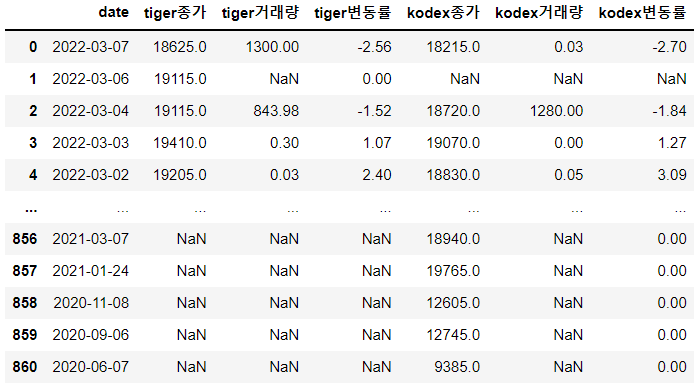 date tiger종가 tiger거래량 tiger변동률 kodex종가 kodex거래량 kodex변동률
0 2022-03-07 18625.0 1300.00 -2.56 18215.0 0.03 -2.70
1 2022-03-06 19115.0 NaN 0.00 NaN NaN NaN
2 2022-03-04 19115.0 843.98 -1.52 18720.0 1280.00 -1.84
3 2022-03-03 19410.0 0.30 1.07 19070.0 0.00 1.27
4 2022-03-02 19205.0 0.03 2.40 18830.0 0.05 3.09
... ... ... ... ... ... ... ...
856 2021-03-07 NaN NaN NaN 18940.0 NaN 0.00
857 2021-01-24 NaN NaN NaN 19765.0 NaN 0.00
858 2020-11-08 NaN NaN NaN 12605.0 NaN 0.00
859 2020-09-06 NaN NaN NaN 12745.0 NaN 0.00
860 2020-06-07 NaN NaN NaN 9385.0 NaN 0.00